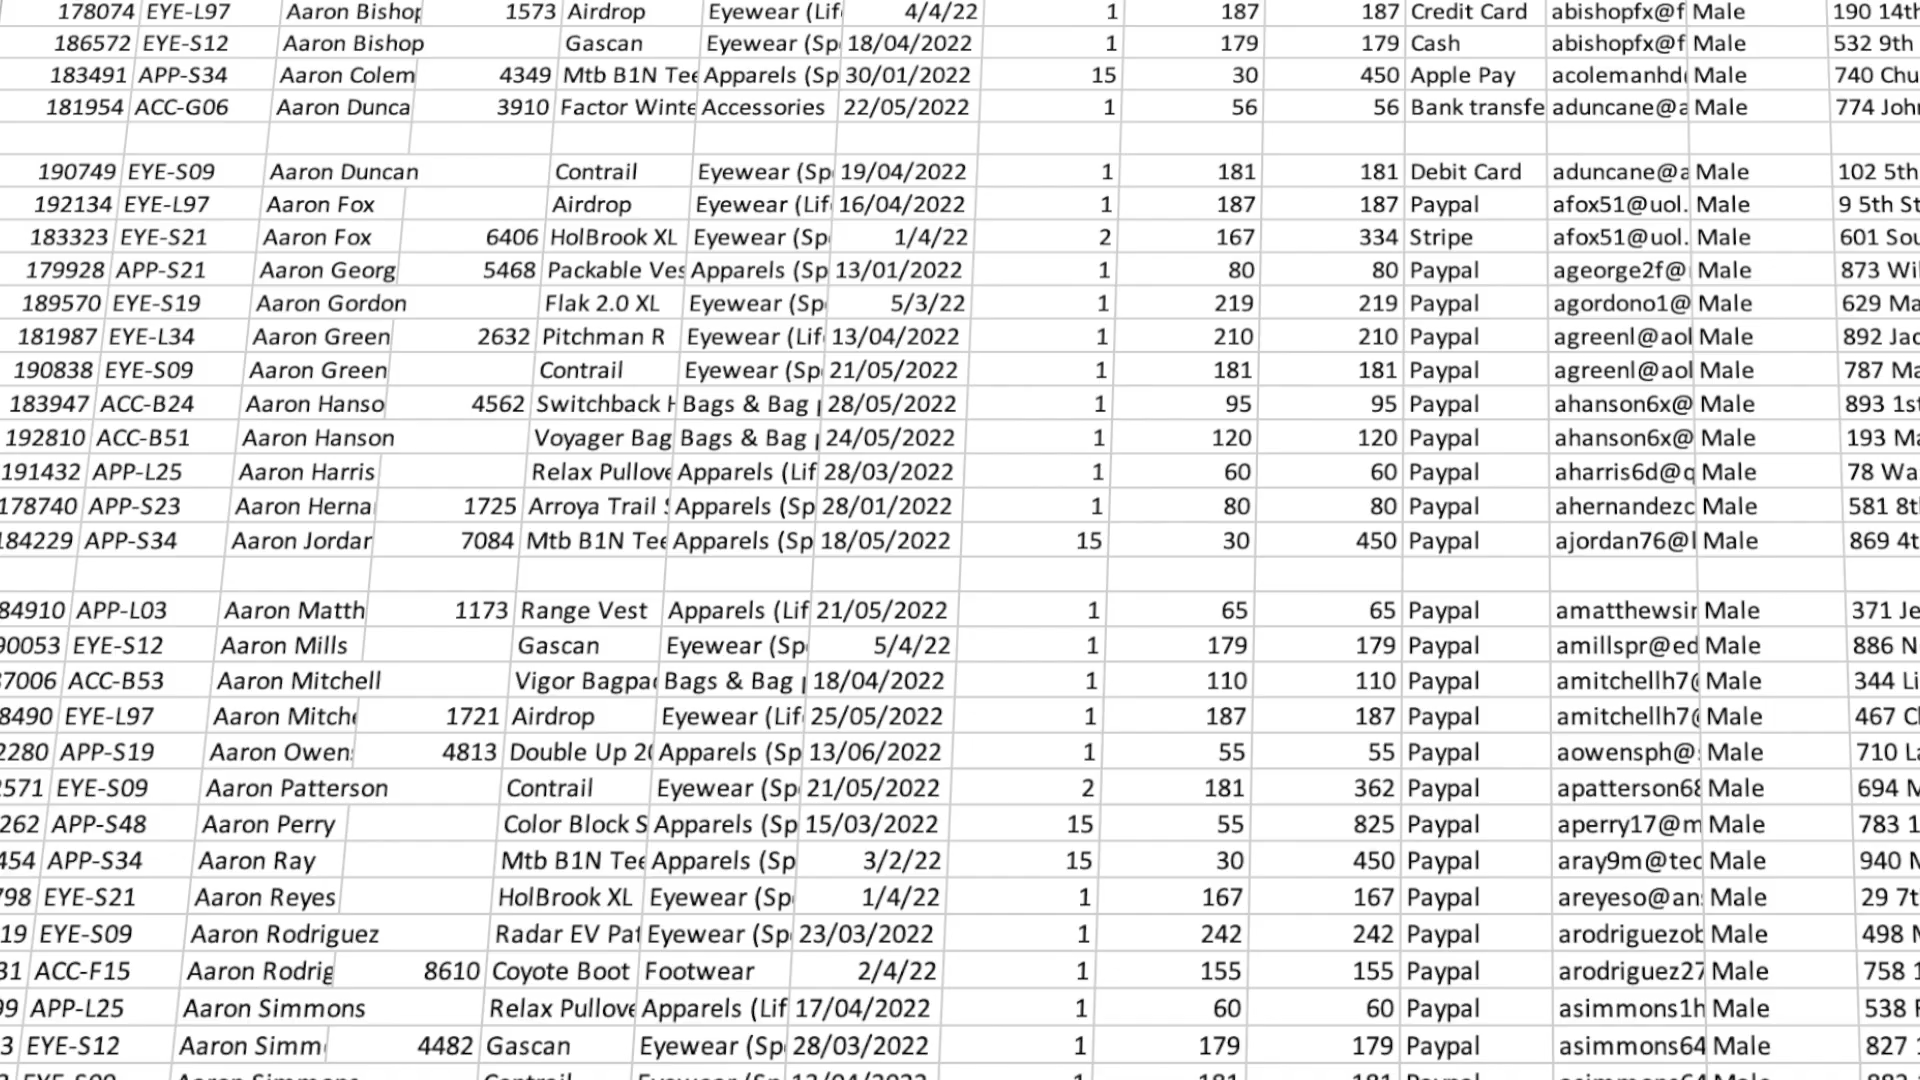 178074 EYE-L97 Aaron Bishop 1573 Airdrop Eyewear (Lif 4/4/22 1 187 187 Credit Card abishopfx@f Male 190 14th
186572 EYE-S12 Aaron Bishop Gascan Eyewear (Sp 18/04/2022 1 179 179 Cash abishopfx@f Male 532 9th
183491 APP-S34 Aaron Colem 4349 Mtb B1N Tee Apparels (Sp 30/01/2022 15 30 450 Apple Pay acolemanhd Male 740 Chu
181954 ACC-G06 Aaron Dunca 3910 Factor Winte Accessories 22/05/2022 1 56 56 Bank transfe aduncane@a Male 774 John
190749 EYE-S09 Aaron Duncan Contrail Eyewear (Sp 19/04/2022 1 181 181 Debit Card aduncane@a Male 102 5th
192134 EYE-L97 Aaron Fox Airdrop Eyewear (Lif 16/04/2022 1 187 187 Paypal afox51@uol. Male 9 5th St
183323 EYE-S21 Aaron Fox 6406 HolBrook XL Eyewear (Sp 1/4/22 2 167 334 Stripe afox51@uol. Male 601 Sou
179928 APP-S21 Aaron Georg 5468 Packable Ves Apparels (Sp 13/01/2022 1 80 80 Paypal ageorge2f@ Male 873 Wil
189570 EYE-S19 Aaron Gordon Flak 2.0 XL Eyewear (Sp 5/3/22 1 219 219 Paypal agordono1@ Male 629 Ma
181987 EYE-L34 Aaron Green 2632 Pitchman R Eyewear (Lif 13/04/2022 1 210 210 Paypal agreenl@aol Male 892 Jac
190838 EYE-S09 Aaron Green Contrail Eyewear (Sp 21/05/2022 1 181 181 Paypal agreenl@aol Male 787 Ma
183947 ACC-B24 Aaron Hanso 4562 Switchback H Bags & Bag p 28/05/2022 1 95 95 Paypal ahanson6x@ Male 893 1st
192810 ACC-B51 Aaron Hanson Voyager Bag Bags & Bag p 24/05/2022 1 120 120 Paypal ahanson6x@ Male 193 Ma
191432 APP-L25 Aaron Harris Relax Pullove Apparels (Lif 28/03/2022 1 60 60 Paypal aharris6d@q Male 78 Wa
178740 APP-S23 Aaron Herna 1725 Arroya Trail S Apparels (Sp 28/01/2022 1 80 80 Paypal ahernandezc Male 581 8th
184229 APP-S34 Aaron Jordan 7084 Mtb B1N Tee Apparels (Sp 18/05/2022 15 30 450 Paypal ajordan76@l Male 869 4t
84910 APP-L03 Aaron Matth 1173 Range Vest Apparels (Lif 21/05/2022 1 65 65 Paypal amatthewsir Male 371 Je
90053 EYE-S12 Aaron Mills Gascan Eyewear (Sp 5/4/22 1 179 179 Paypal amillspr@ed Male 886 N
87006 ACC-B53 Aaron Mitchell Vigor Bagpac Bags & Bag p 18/04/2022 1 110 110 Paypal amitchellh7@ Male 344 Li
8490 EYE-L97 Aaron Mitche 1721 Airdrop Eyewear (Lif 25/05/2022 1 187 187 Paypal amitchellh7@ Male 467 Cl
2280 APP-S19 Aaron Owens 4813 Double Up 20 Apparels (Sp 13/06/2022 1 55 55 Paypal aowensph@ Male 710 La
2571 EYE-S09 Aaron Patterson Contrail Eyewear (Sp 21/05/2022 2 181 362 Paypal apatterson68 Male 694 M
262 APP-S48 Aaron Perry Color Block S Apparels (Sp 15/03/2022 15 55 825 Paypal aperry17@m Male 783 1
454 APP-S34 Aaron Ray Mtb B1N Tee Apparels (Sp 3/2/22 15 30 450 Paypal aray9m@tec Male 940 M
798 EYE-S21 Aaron Reyes HolBrook XL Eyewear (Sp 1/4/22 1 167 167 Paypal areyeso@an Male 29 7t
19 EYE-S09 Aaron Rodriguez Radar EV Pat Eyewear (Sp 23/03/2022 1 242 242 Paypal arodriguezob Male 498 M
31 ACC-F15 Aaron Rodrig 8610 Coyote Boot Footwear 2/4/22 1 155 155 Paypal arodriguez27 Male 758 1
99 APP-L25 Aaron Simmons Relax Pullove Apparels (Lif 17/04/2022 1 60 60 Paypal asimmons1h Male 538
3 EYE-S12 Aaron Simm 4482 Gascan Eyewear (Sp 28/03/2022 1 179 179 Paypal asimmons64 Male 827